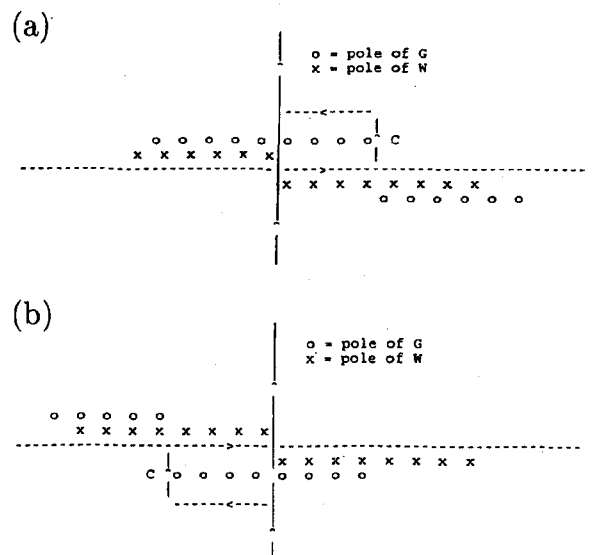 (a)
o = pole of G
x = pole of W
C
(b)
o = pole of G
x = pole of W
C